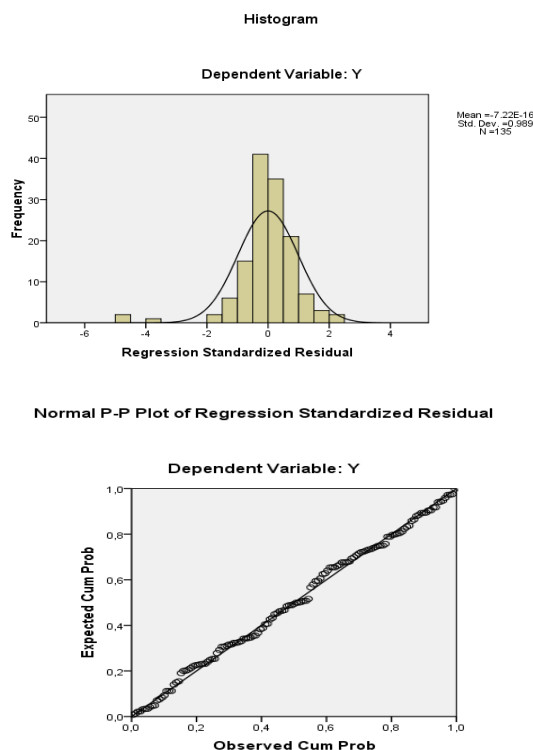 Histogram
Dependent Variable: Y
Mean =-7.22E-16
Std. Dev. =0.989
N =135
50
40
30
20
10
0
Frequency
-6
-4
-2
0
2
4
Regression Standardized Residual
Normal P-P Plot of Regression Standardized Residual
Dependent Variable: Y
1,0
0,8
0,6
0,4
0,2
0,0
Expected Cum Prob
0,0
0,2
0,4
0,6
0,8
1,0
Observed Cum Prob